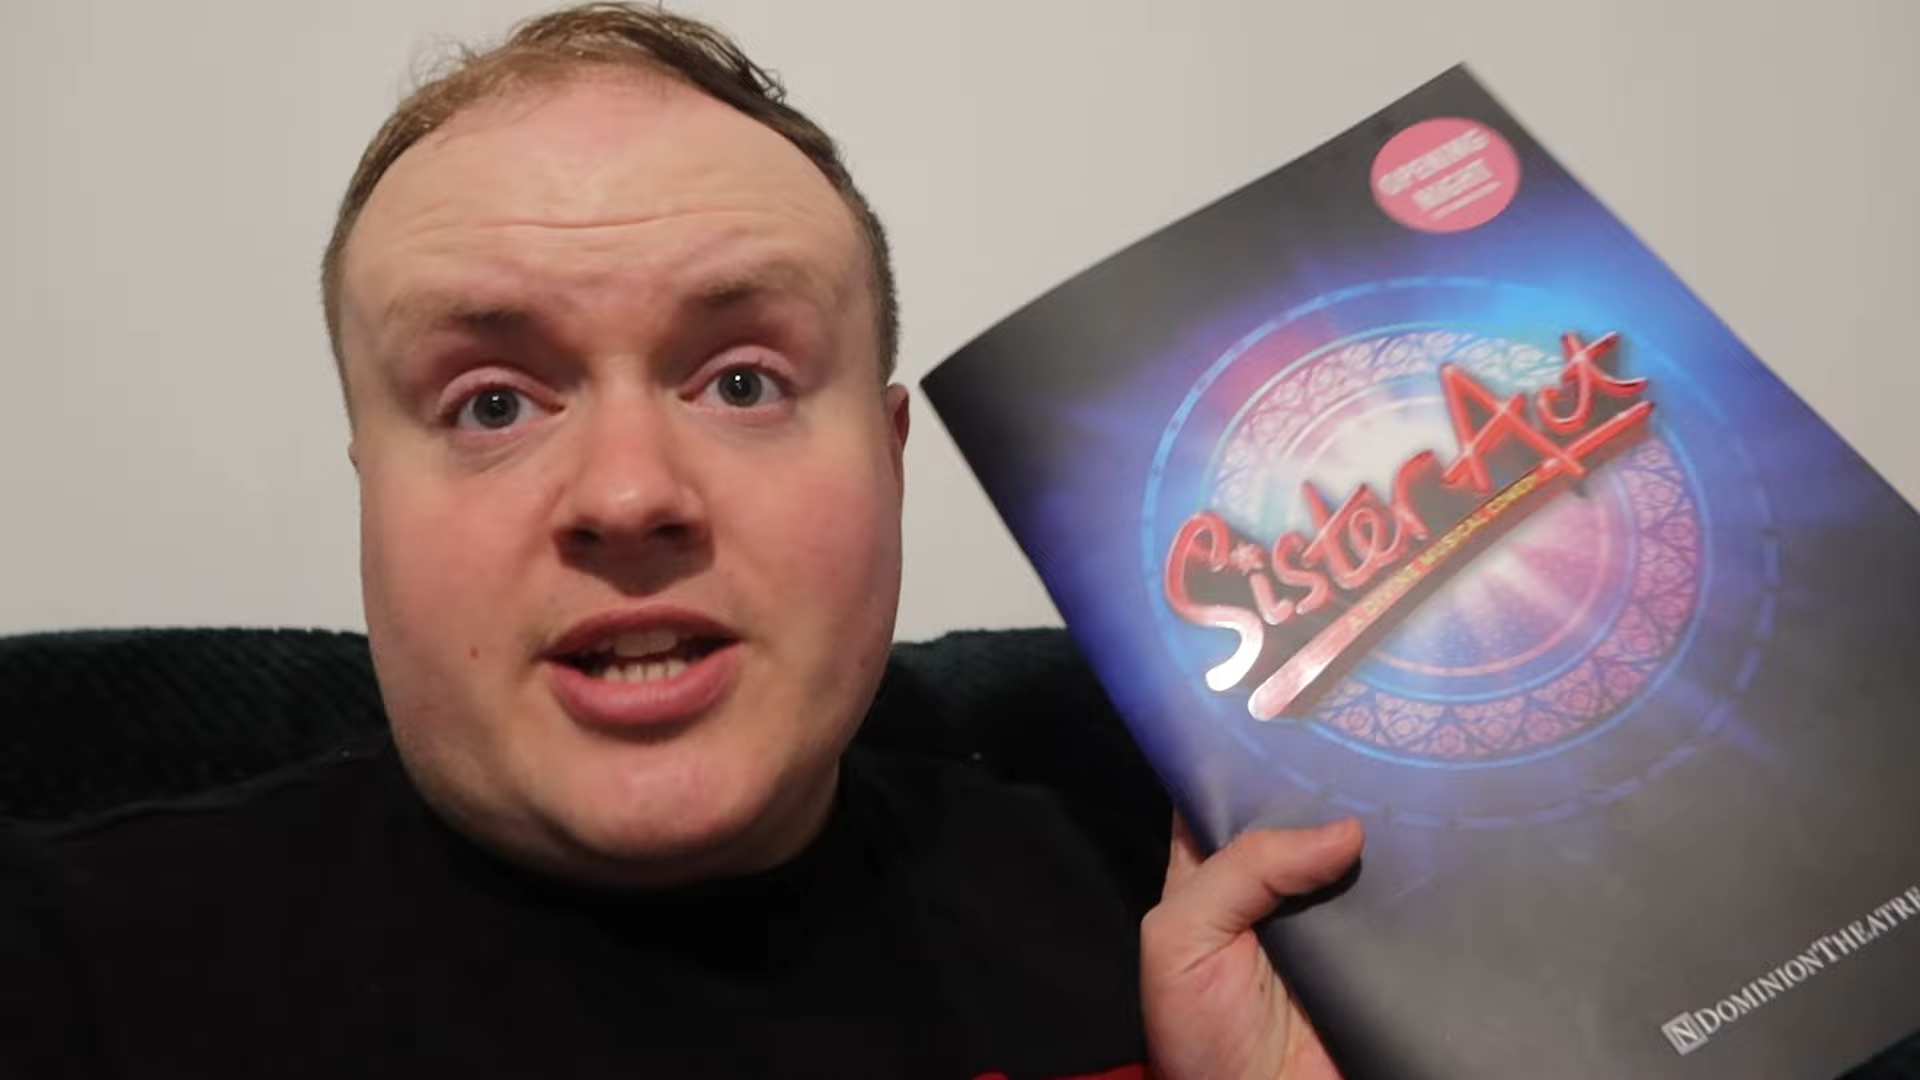 OPENING
NIGHT
Sister Act
A DIVINE MUSICAL COMEDY
N DOMINION THEATRE